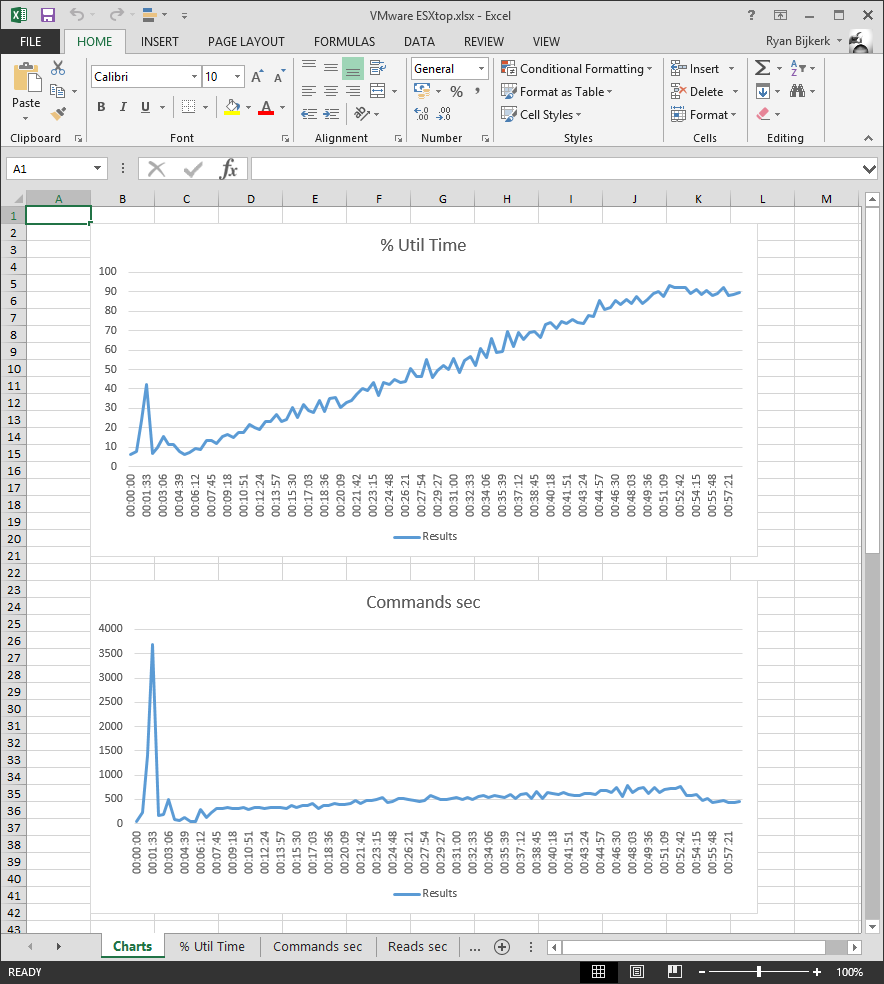 VMware ESXtop.xlsx - Excel
?
FILE HOME INSERT PAGE LAYOUT FORMULAS DATA REVIEW VIEW Ryan Bijkerk
Paste
Calibri 10 A A
B I U A
General
% ,
.00 .00
Conditional Formatting
Format as Table
Cell Styles
Insert
Delete
Format
Clipboard Font Alignment Number Styles Cells Editing
A1 fx
A B C D E F G H I J K L M
1
2
3
4
5
6
7
8
9
10
11
12
13
14
15
16
17
18
19
20
21
22
23
24
25
26
27
28
29
30
31
32
33
34
35
36
37
38
39
40
41
42
43
% Util Time
100
90
80
70
60
50
40
30
20
10
0
00:00:00 00:01:33 00:03:06 00:04:39 00:06:12 00:07:45 00:09:18 00:10:51 00:12:24 00:13:57 00:15:30 00:17:03 00:18:36 00:20:09 00:21:42 00:23:15 00:24:48 00:26:21 00:27:54 00:29:27 00:31:00 00:32:33 00:34:06 00:35:39 00:37:12 00:38:45 00:40:18 00:41:51 00:43:24 00:44:57 00:46:30 00:48:03 00:49:36 00:51:09 00:52:42 00:54:15 00:55:48 00:57:21
Results
Commands sec
4000
3500
3000
2500
2000
1500
1000
500
0
00:00:00 00:01:33 00:03:06 00:04:39 00:06:12 00:07:45 00:09:18 00:10:51 00:12:24 00:13:57 00:15:30 00:17:03 00:18:36 00:20:09 00:21:42 00:23:15 00:24:48 00:26:21 00:27:54 00:29:27 00:31:00 00:32:33 00:34:06 00:35:39 00:37:12 00:38:45 00:40:18 00:41:51 00:43:24 00:44:57 00:46:30 00:48:03 00:49:36 00:51:09 00:52:42 00:54:15 00:55:48 00:57:21
Results
Charts % Util Time Commands sec Reads sec ...
READY 100%